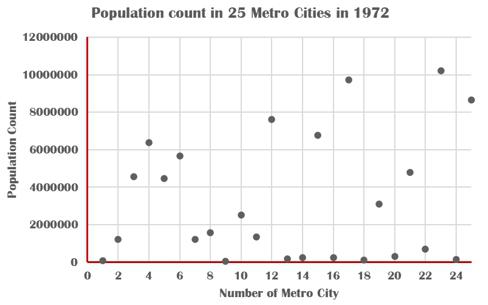 Population count in 25 Metro Cities in 1972
12000000
10000000
8000000
6000000
4000000
2000000
0
Population Count
0 2 4 6 8 10 12 14 16 18 20 22 24
Number of Metro City